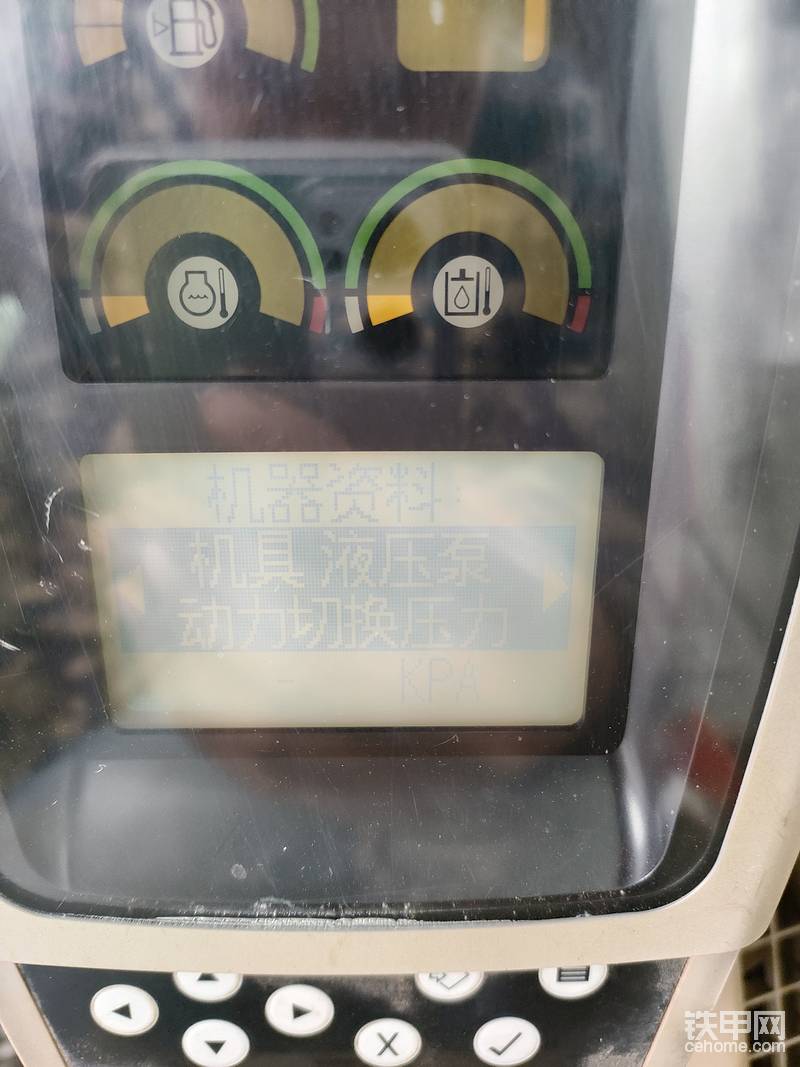 机器资料
机具 液压泵
动力切换压力
- KPA
X
铁甲网
cehome.com